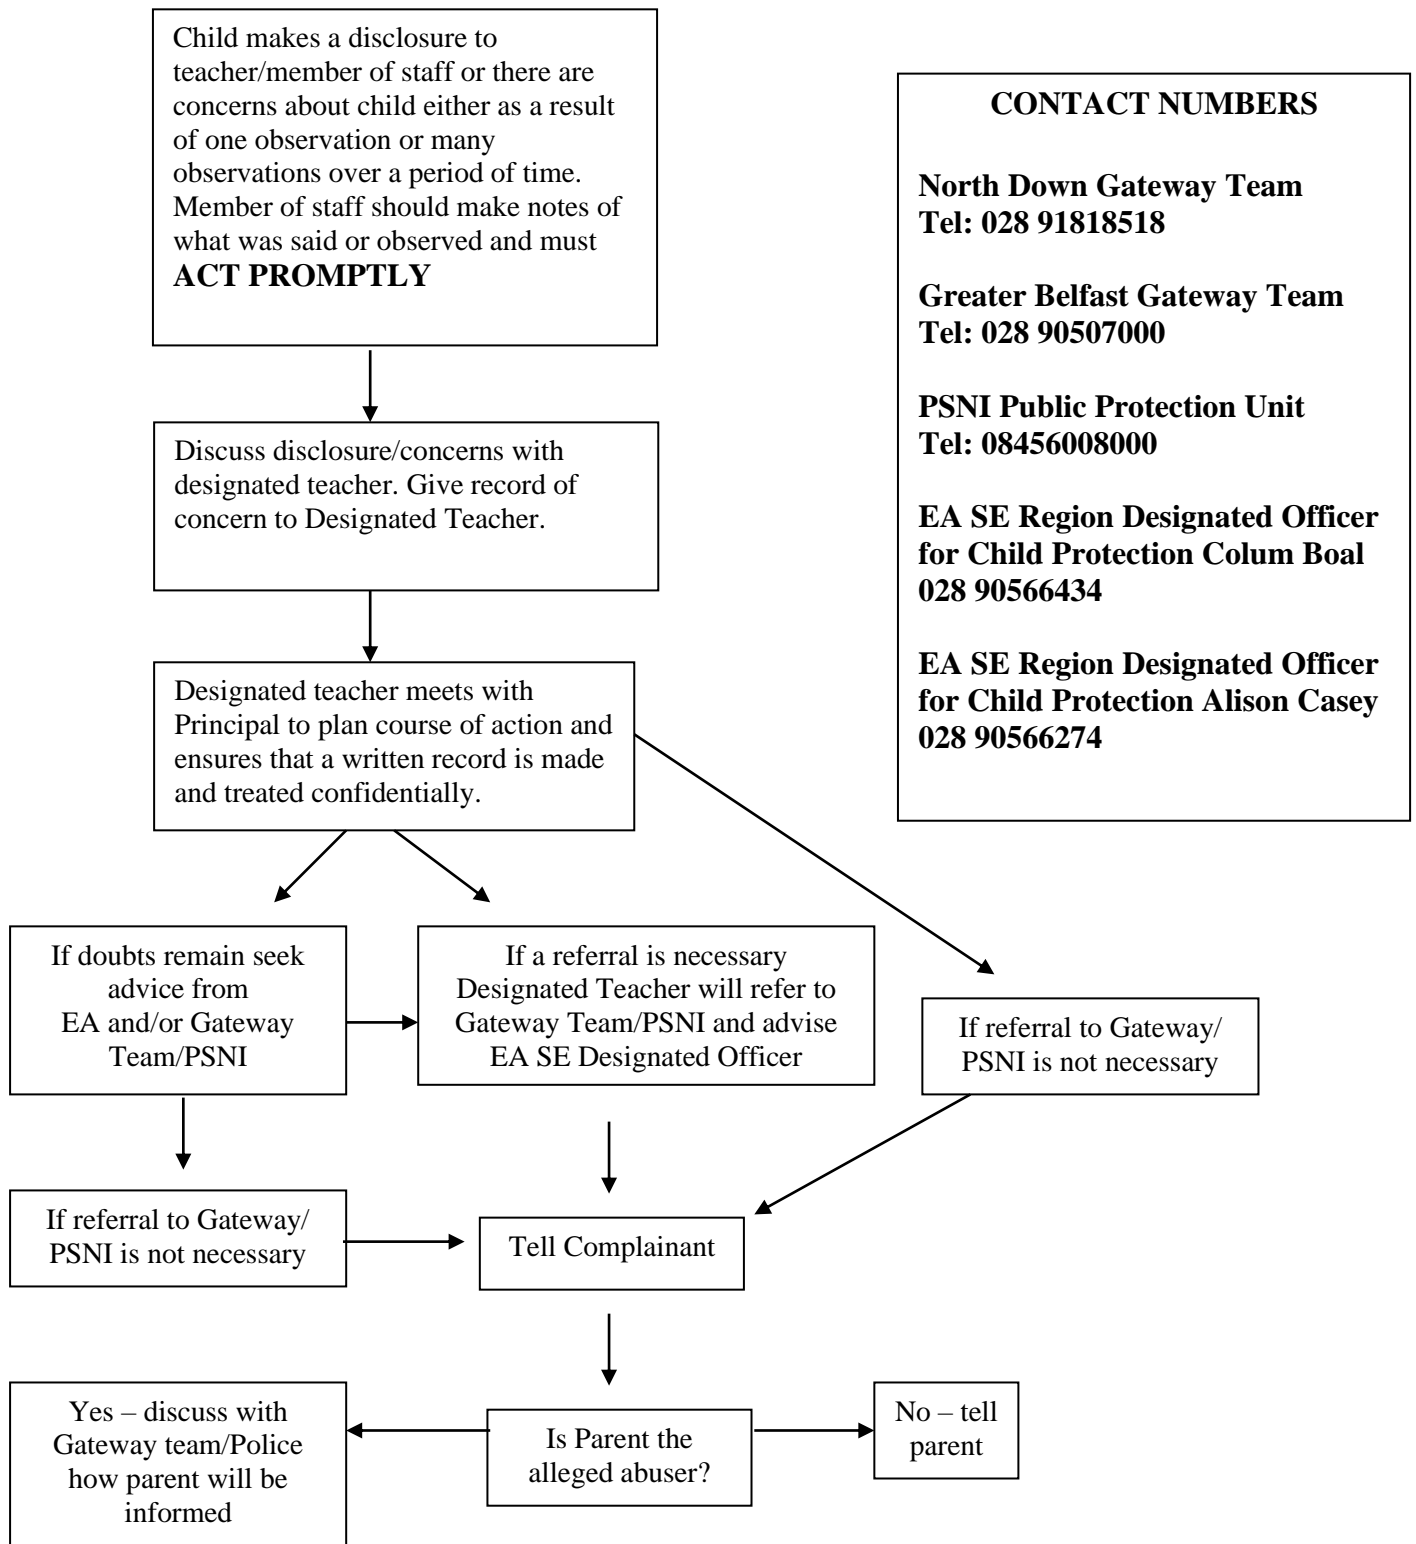 Child makes a disclosure to
teacher/member of staff or there are
concerns about child either as a result
of one observation or many
observations over a period of time.
Member of staff should make notes of
what was said or observed and must
ACT PROMPTLY
CONTACT NUMBERS
North Down Gateway Team
Tel: 028 91818518
Greater Belfast Gateway Team
Tel: 028 90507000
PSNI Public Protection Unit
Tel: 08456008000
EA SE Region Designated Officer
for Child Protection Colum Boal
028 90566434
EA SE Region Designated Officer
for Child Protection Alison Casey
028 90566274
Discuss disclosure/concerns with
designated teacher. Give record of
concern to Designated Teacher.
Designated teacher meets with
Principal to plan course of action and
ensures that a written record is made
and treated confidentially.
If doubts remain seek
advice from
EA and/or Gateway
Team/PSNI
If a referral is necessary
Designated Teacher will refer to
Gateway Team/PSNI and advise
EA SE Designated Officer
If referral to Gateway/
PSNI is not necessary
If referral to Gateway/
PSNI is not necessary
Tell Complainant
Yes – discuss with
Gateway team/Police
how parent will be
informed
Is Parent the
alleged abuser?
No – tell
parent